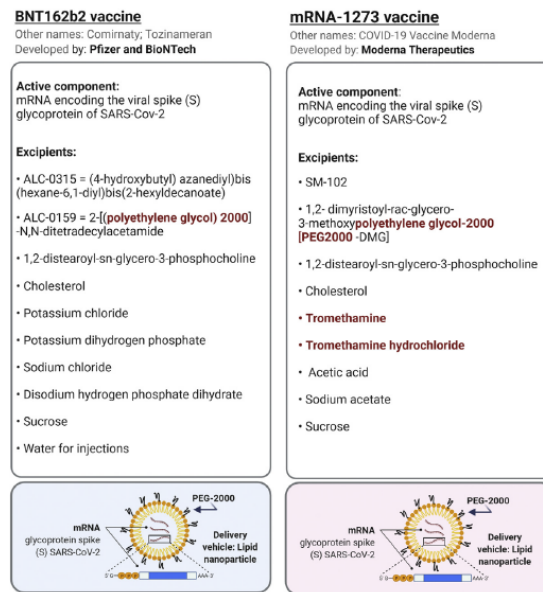 BNT162b2 vaccine
Other names: Comirnaty; Tozinameran
Developed by: Pfizer and BioNTech
Active component:
mRNA encoding the viral spike (S)
glycoprotein of SARS-Cov-2
Excipients:
• ALC-0315 = (4-hydroxybutyl) azanediyl)bis
(hexane-6,1-diyl)bis(2-hexyldecanoate)
• ALC-0159 = 2-[(polyethylene glycol) 2000]
-N,N-ditetradecylacetamide
• 1,2-distearoyl-sn-glycero-3-phosphocholine
• Cholesterol
• Potassium chloride
• Potassium dihydrogen phosphate
• Sodium chloride
• Disodium hydrogen phosphate dihydrate
• Sucrose
• Water for injections
PEG-2000
mRNA
glycoprotein spike
(S) SARS-CoV-2
Delivery
vehicle: Lipid
nanoparticle
5' G P P P AAA 3'
mRNA-1273 vaccine
Other names: COVID-19 Vaccine Moderna
Developed by: Moderna Therapeutics
Active component:
mRNA encoding the viral spike (S)
glycoprotein of SARS-Cov-2
Excipients:
• SM-102
• 1,2- dimyristoyl-rac-glycero-
3-methoxypolyethylene glycol-2000
[PEG2000 -DMG]
• 1,2-distearoyl-sn-glycero-3-phosphocholine
• Cholesterol
• Tromethamine
• Tromethamine hydrochloride
• Acetic acid
• Sodium acetate
• Sucrose
PEG-2000
mRNA
glycoprotein spike
(S) SARS-CoV-2
Delivery
vehicle: Lipid
nanoparticle
5' G P P P AAA 3'